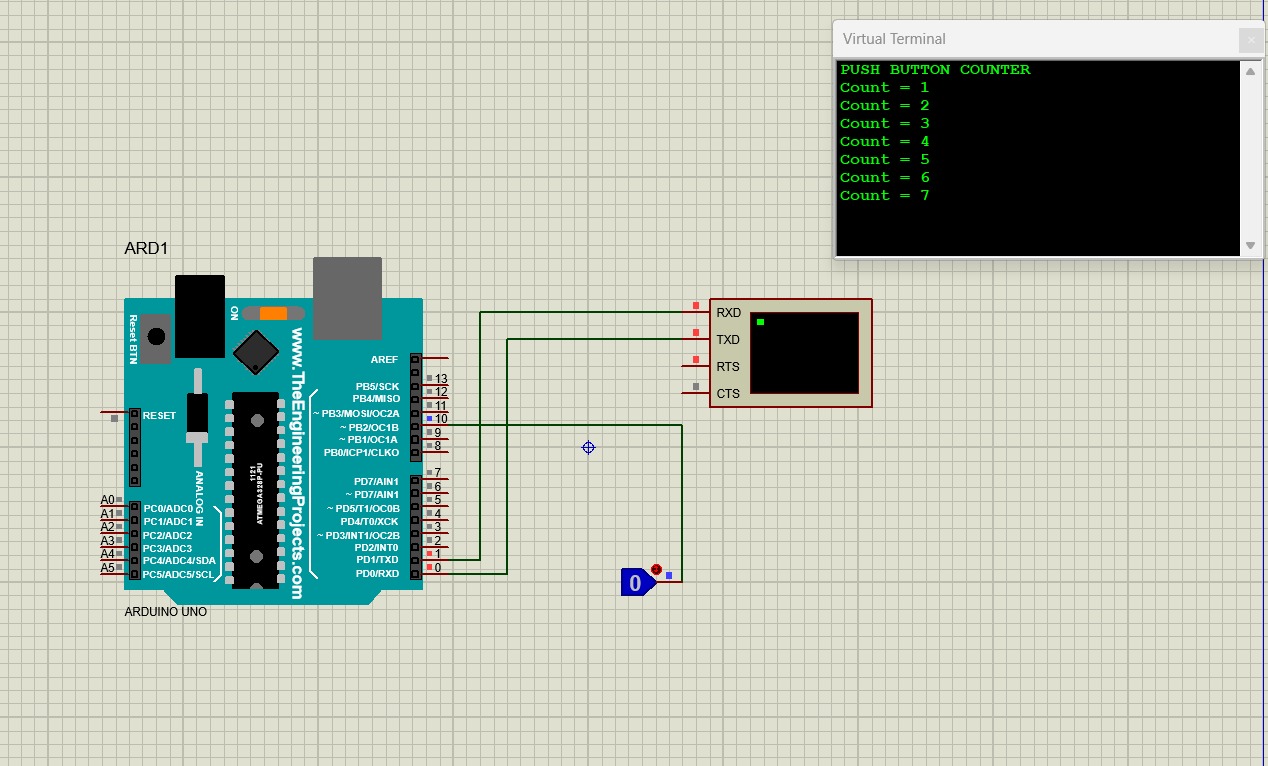 Virtual Terminal
PUSH BUTTON COUNTER
Count = 1
Count = 2
Count = 3
Count = 4
Count = 5
Count = 6
Count = 7
ARD1
Reset BTN
ON
www.TheEngineeringProjects.com
RESET
ANALOG IN
1121
ATMEGA328P-PU
A0 PC0/ADC0
A1 PC1/ADC1
A2 PC2/ADC2
A3 PC3/ADC3
A4 PC4/ADC4/SDA
A5 PC5/ADC5/SCL
AREF
PB5/SCK 13
PB4/MISO 12
~ PB3/MOSI/OC2A 11
~ PB2/OC1B 10
~ PB1/OC1A 9
PB0/ICP1/CLKO 8
PD7/AIN1 7
~ PD7/AIN1 6
~ PD5/T1/OC0B 5
PD4/T0/XCK 4
~ PD3/INT1/OC2B 3
PD2/INT0 2
PD1/TXD 1
PD0/RXD 0
ARDUINO UNO
RXD
TXD
RTS
CTS
0